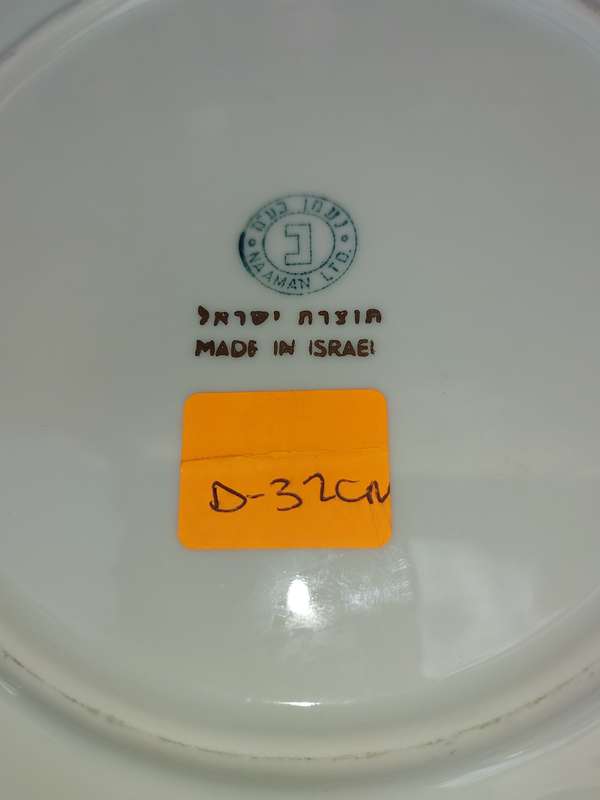 נעמן בע"מ
נ
NAAMAN LTD.
תוצרת ישראל
MADE IN ISRAEL
D-32CM